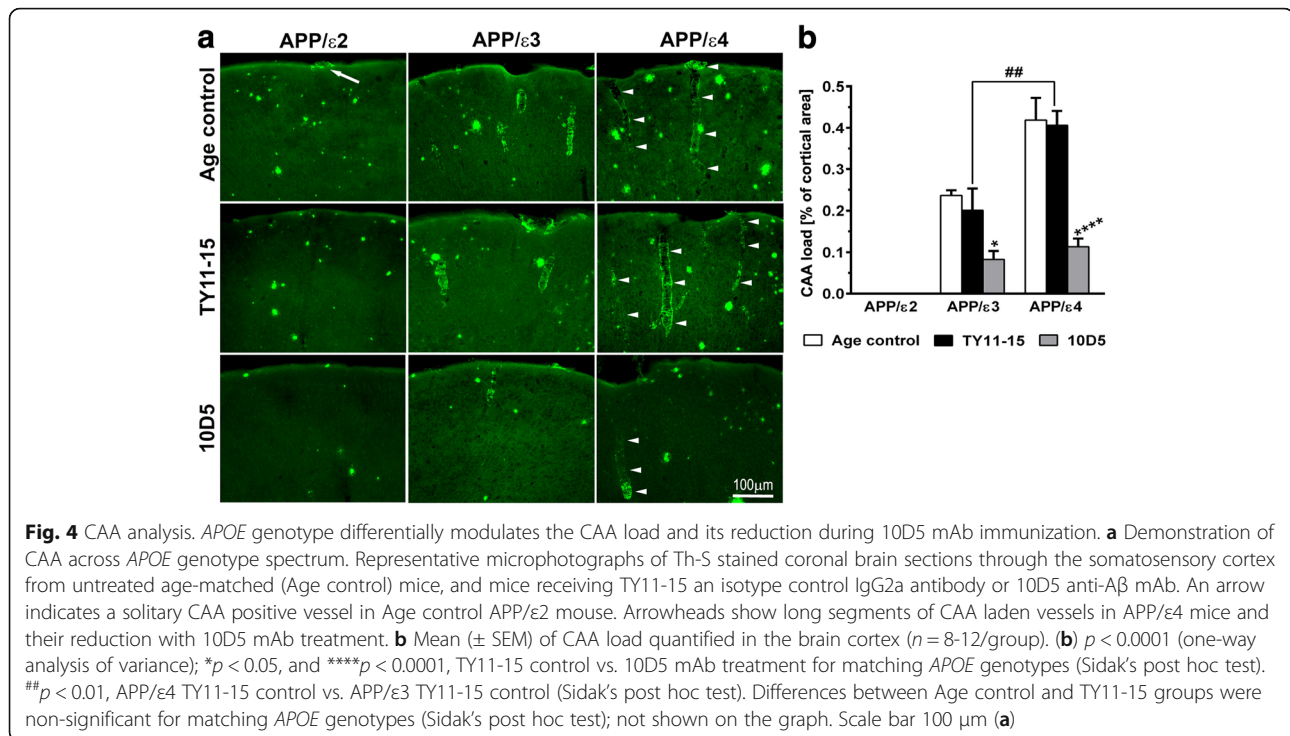 a
APP/ε2 APP/ε3 APP/ε4
Age control
TY11-15
10D5
100μm
b
CAA load [% of cortical area]
0.5
0.4
0.3
0.2
0.1
0.0
##
*
****
APP/ε2 APP/ε3 APP/ε4
Age control TY11-15 10D5
Fig. 4 CAA analysis. APOE genotype differentially modulates the CAA load and its reduction during 10D5 mAb immunization. a Demonstration of
CAA across APOE genotype spectrum. Representative microphotographs of Th-S stained coronal brain sections through the somatosensory cortex
from untreated age-matched (Age control) mice, and mice receiving TY11-15 an isotype control IgG2a antibody or 10D5 anti-Aβ mAb. An arrow
indicates a solitary CAA positive vessel in Age control APP/ε2 mouse. Arrowheads show long segments of CAA laden vessels in APP/ε4 mice and
their reduction with 10D5 mAb treatment. b Mean (± SEM) of CAA load quantified in the brain cortex (n = 8-12/group). (b) p < 0.0001 (one-way
analysis of variance); *p < 0.05, and ****p < 0.0001, TY11-15 control vs. 10D5 mAb treatment for matching APOE genotypes (Sidak's post hoc test).
##p < 0.01, APP/ε4 TY11-15 control vs. APP/ε3 TY11-15 control (Sidak's post hoc test). Differences between Age control and TY11-15 groups were
non-significant for matching APOE genotypes (Sidak's post hoc test); not shown on the graph. Scale bar 100 μm (a)